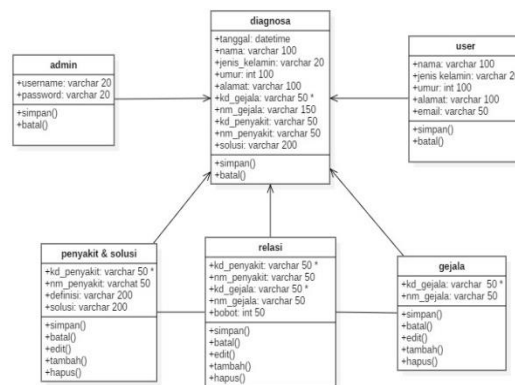 diagnosa
+tanggal: datetime
+nama: varchar 100
+jenis_kelamin: varchar 20
+umur: int 100
+alamat: varchar 100
+kd_gejala: varchar 50 *
+nm_gejala: varchar 150
+kd_penyakit: varchar 50
+nm_penyakit: varchar 50
+solusi: varchar 200
+simpan()
+batal()
admin
+username: varchar 20
+password: varchar 20
+simpan()
+batal()
user
+nama: varchar 100
+jenis kelamin: varchar 20
+umur: int 100
+alamat: varchar 100
+email: varchar 50
+simpan()
+batal()
penyakit & solusi
+kd_penyakit: varchar 50 *
+nm_penyakit: varchat 50
+definisi: varchar 200
+solusi: varchar 200
+simpan()
+batal()
+edit()
+tambah()
+hapus()
relasi
+kd_penyakit: varchar 50 *
+nm_penyakit: varchar 50
+kd_gejala: varchar 50 *
+nm_gejala: varchar 50
+bobot: int 50
+simpan()
+batal()
+edit()
+tambah()
+hapus()
gejala
+kd_gejala: varchar 50 *
+nm_gejala: varchar 50
+simpan()
+batal()
+edit()
+tambah()
+hapus()